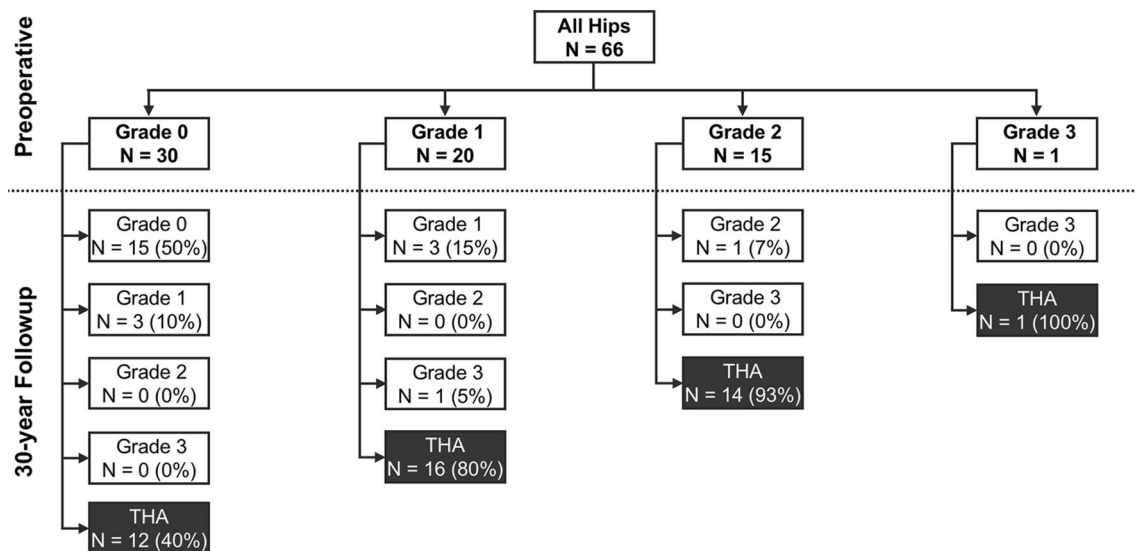 Preoperative
All Hips
N = 66
Grade 0
N = 30
Grade 1
N = 20
Grade 2
N = 15
Grade 3
N = 1
30-year Followup
Grade 0
N = 15 (50%)
Grade 1
N = 3 (10%)
Grade 2
N = 0 (0%)
Grade 3
N = 0 (0%)
THA
N = 12 (40%)
Grade 1
N = 3 (15%)
Grade 2
N = 0 (0%)
Grade 3
N = 1 (5%)
THA
N = 16 (80%)
Grade 2
N = 1 (7%)
Grade 3
N = 0 (0%)
THA
N = 14 (93%)
Grade 3
N = 0 (0%)
THA
N = 1 (100%)